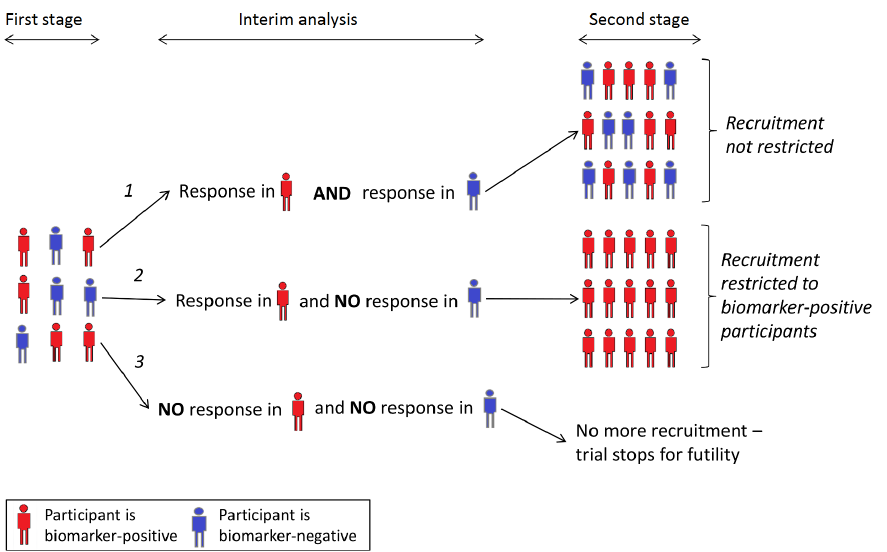 First stage
Interim analysis
Second stage
Recruitment
not restricted
1
Response in AND response in
2
Response in and NO response in
Recruitment
restricted to
biomarker-positive
participants
3
NO response in and NO response in
No more recruitment –
trial stops for futility
Participant is
biomarker-positive
Participant is
biomarker-negative